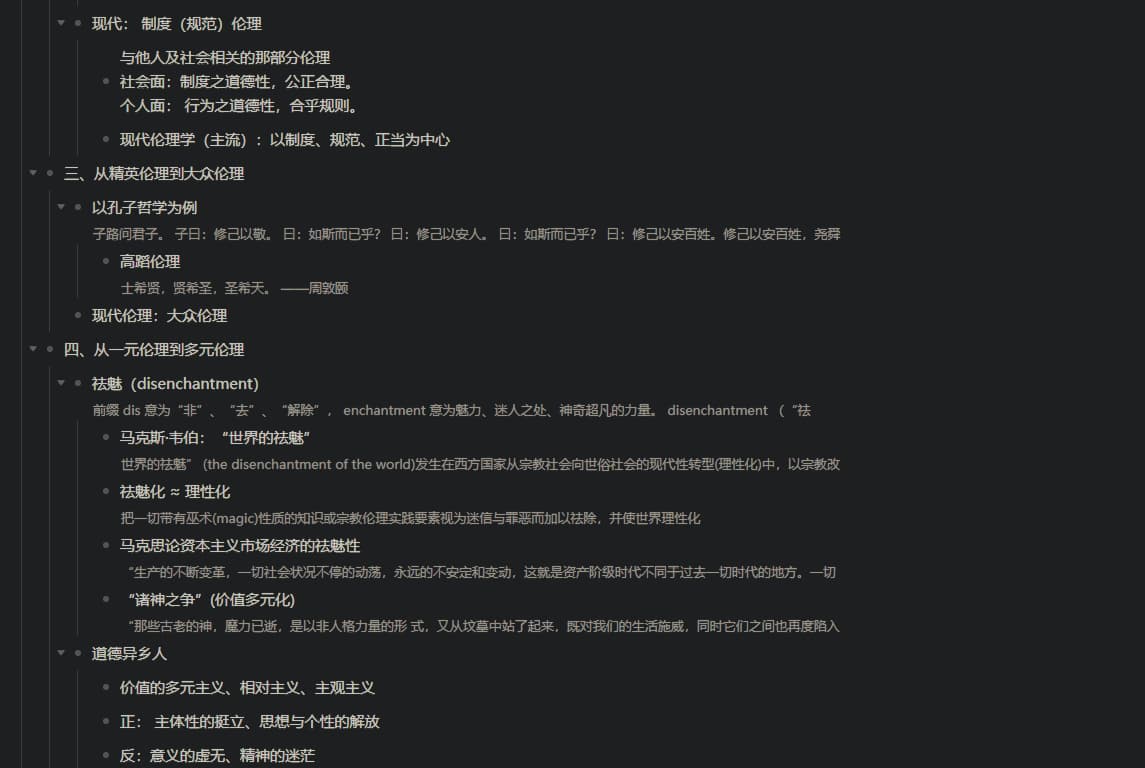 现代： 制度（规范）伦理
与他人及社会相关的那部分伦理
社会面：制度之道德性，公正合理。
个人面： 行为之道德性，合乎规则。
现代伦理学（主流）：以制度、规范、正当为中心
三、从精英伦理到大众伦理
以孔子哲学为例
子路问君子。 子曰：修己以敬。 曰：如斯而已乎？ 曰：修己以安人。 曰：如斯而已乎？ 曰：修己以安百姓。修己以安百姓，尧舜
高蹈伦理
士希贤，贤希圣，圣希天。 ——周敦颐
现代伦理：大众伦理
四、从一元伦理到多元伦理
祛魅（disenchantment）
前缀 dis 意为“非”、“去”、“解除”， enchantment 意为魅力、迷人之处、神奇超凡的力量。 disenchantment （“祛
马克斯·韦伯： “世界的祛魅”
世界的祛魅” (the disenchantment of the world)发生在西方国家从宗教社会向世俗社会的现代性转型(理性化)中，以宗教改
祛魅化 ≈ 理性化
把一切带有巫术(magic)性质的知识或宗教伦理实践要素视为迷信与罪恶而加以祛除，并使世界理性化
马克思论资本主义市场经济的祛魅性
“生产的不断变革，一切社会状况不停的动荡，永远的不安定和变动，这就是资产阶级时代不同于过去一切时代的地方。一切
“诸神之争”(价值多元化)
“那些古老的神，魔力已逝，是以非人格力量的形 式，又从坟墓中站了起来，既对我们的生活施威，同时它们之间也再度陷入
道德异乡人
价值的多元主义、相对主义、主观主义
正： 主体性的挺立、思想与个性的解放
反：意义的虚无、精神的迷茫